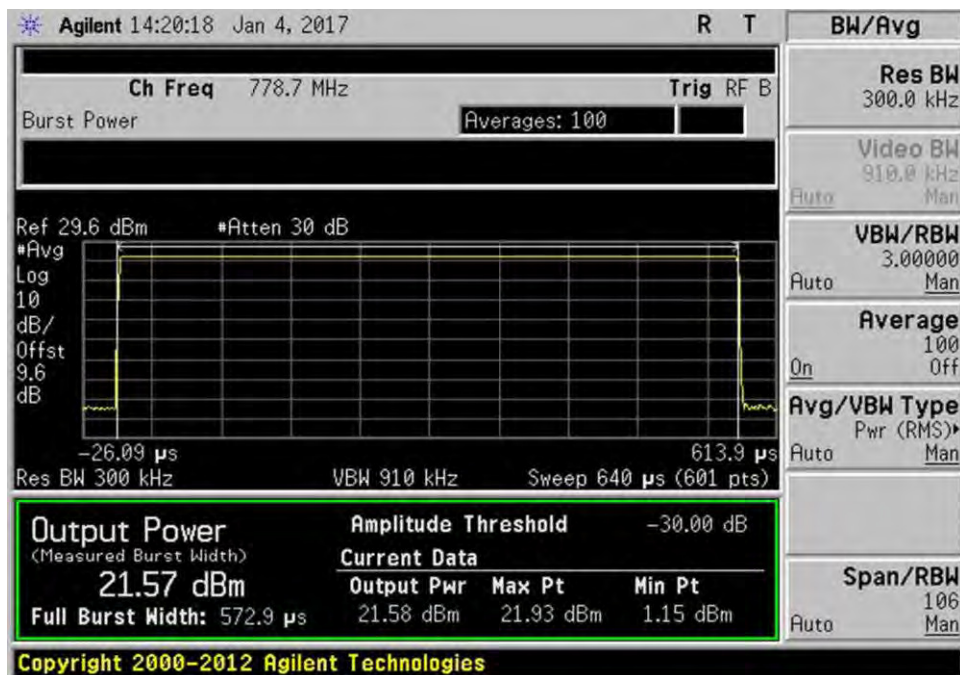 Agilent 14:20:18 Jan 4, 2017 R T
BW/Avg
Ch Freq 778.7 MHz Trig RF B
Burst Power Averages: 100
Ref 29.6 dBm #Atten 30 dB
#Avg
Log
10
dB/
Offst
9.6
dB
-26.09 µs 613.9 µs
Res BW 300 kHz VBW 910 kHz Sweep 640 µs (601 pts)
Output Power
(Measured Burst Width)
21.57 dBm
Full Burst Width: 572.9 µs
Amplitude Threshold -30.00 dB
Current Data
Output Pwr Max Pt Min Pt
21.58 dBm 21.93 dBm 1.15 dBm
Res BW
300.0 kHz
Video BW
910.0 kHz
Auto Man
VBW/RBW
3.00000
Auto Man
Average
100
On Off
Avg/VBW Type
Pwr (RMS)
Auto Man
Span/RBW
106
Auto Man
Copyright 2000-2012 Agilent Technologies